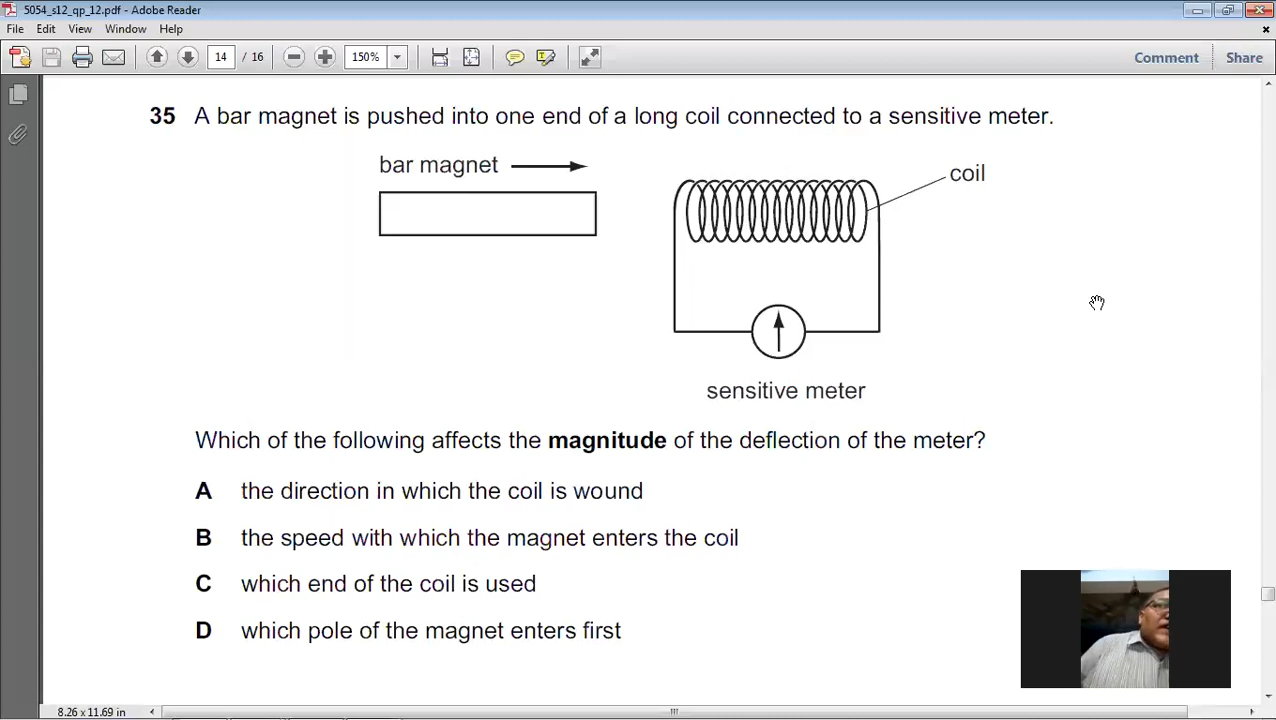 5054_s12_qp_12.pdf - Adobe Reader
File Edit View Window Help
14 / 16 150% Comment Share
35 A bar magnet is pushed into one end of a long coil connected to a sensitive meter.
bar magnet
coil
sensitive meter
Which of the following affects the magnitude of the deflection of the meter?
A the direction in which the coil is wound
B the speed with which the magnet enters the coil
C which end of the coil is used
D which pole of the magnet enters first
8.26 x 11.69 in